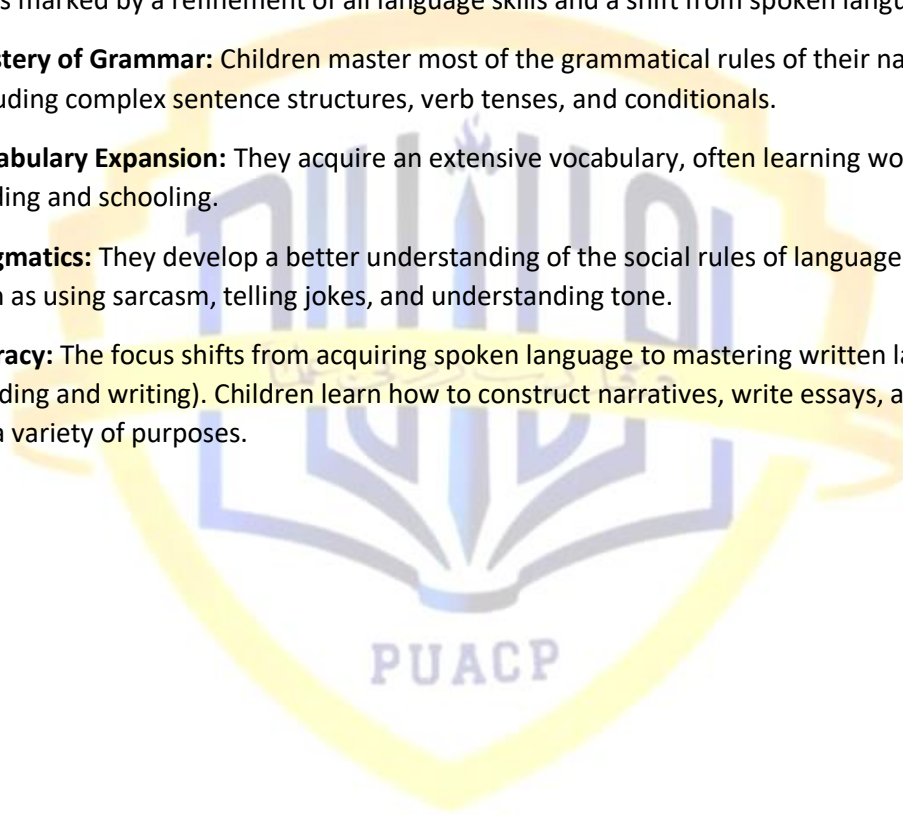 s marked by a refinement of all language skills and a shift from spoken langu
stery of Grammar: Children master most of the grammatical rules of their na
uding complex sentence structures, verb tenses, and conditionals.
abulary Expansion: They acquire an extensive vocabulary, often learning wo
ding and schooling.
gmatics: They develop a better understanding of the social rules of language
n as using sarcasm, telling jokes, and understanding tone.
racy: The focus shifts from acquiring spoken language to mastering written la
ding and writing). Children learn how to construct narratives, write essays, a
a variety of purposes.
PUACP